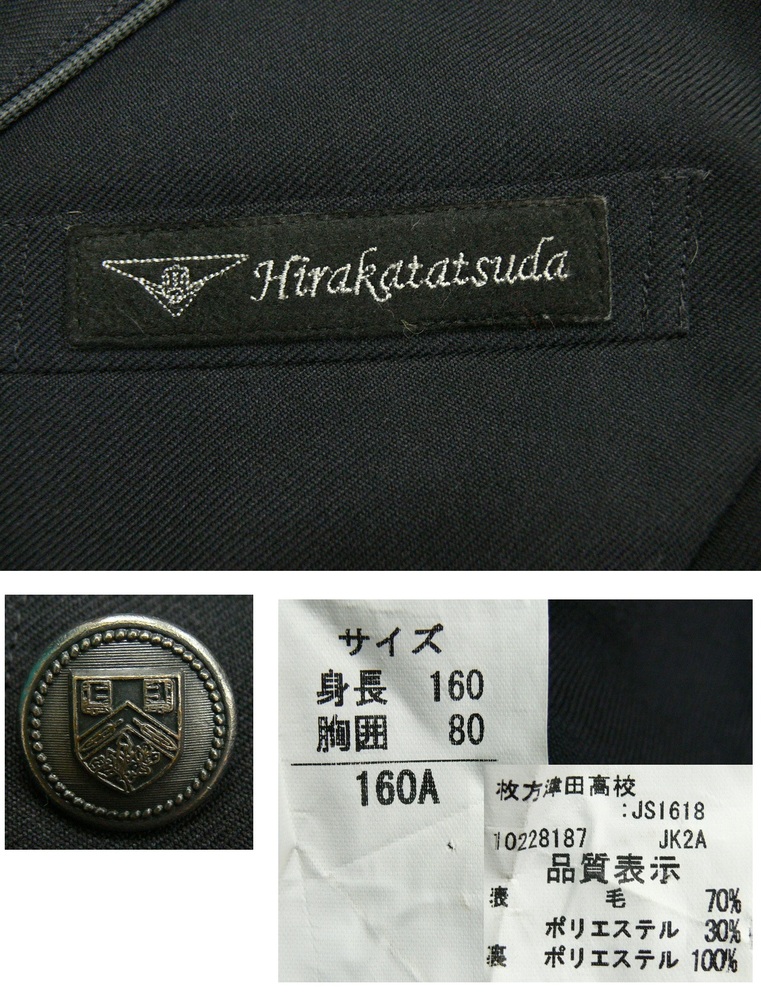 Hirakatatsuda
サイズ
身長 160
胸囲 80
160A
枚方津田高校
:JS1618
10228187 JK2A
品質表示
表 毛 70%
ポリエステル 30%
裏 ポリエステル 100%